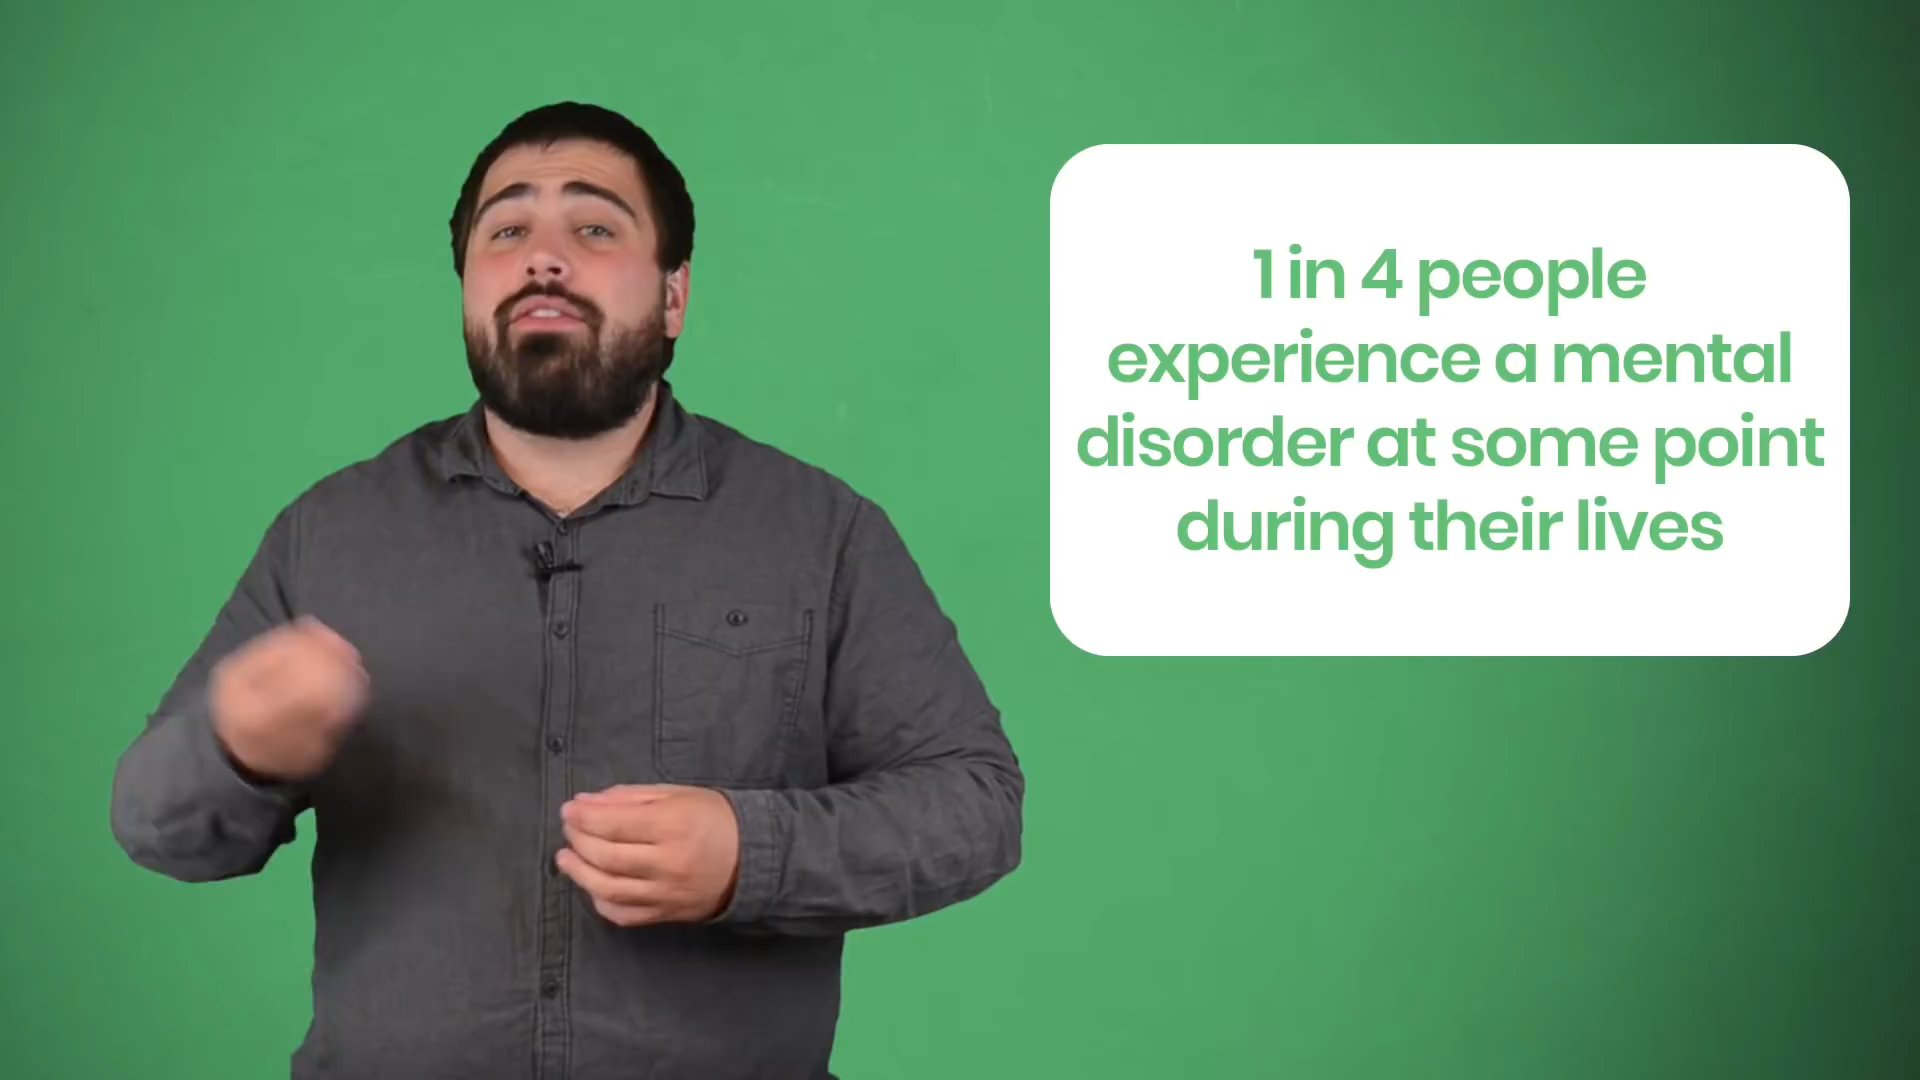 1 in 4 people
experience a mental
disorder at some point
during their lives